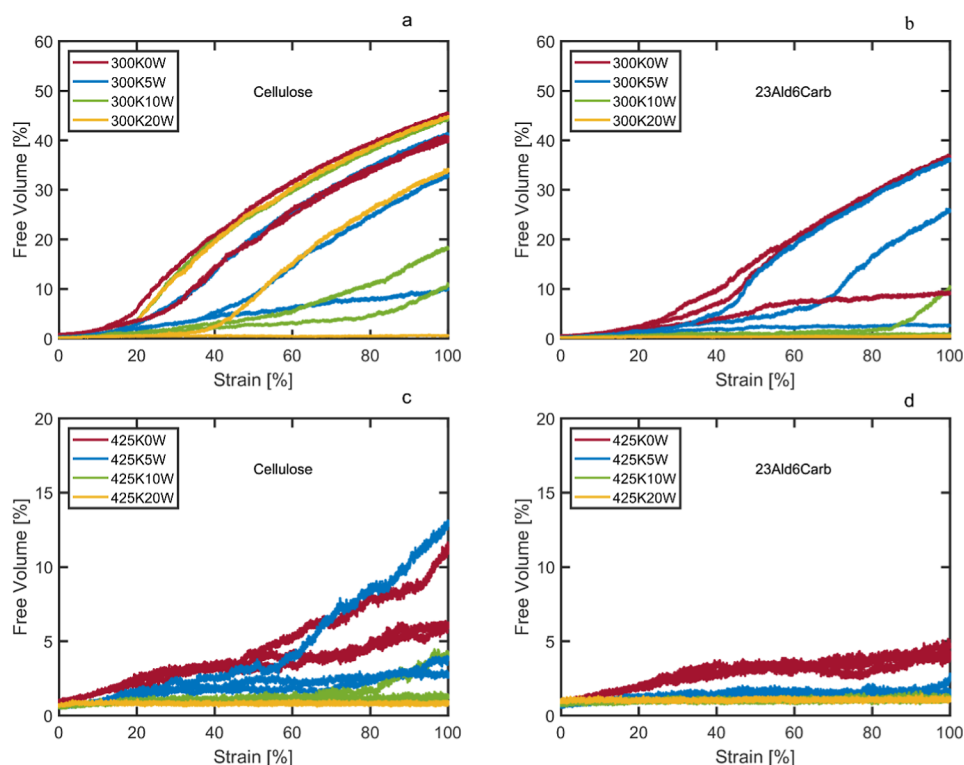 a
60
50
40
30
20
10
0
Free Volume [%]
300K0W
300K5W
300K10W
300K20W
Cellulose
0 20 40 60 80 100
Strain [%]
b
60
50
40
30
20
10
0
Free Volume [%]
300K0W
300K5W
300K10W
300K20W
23Ald6Carb
0 20 40 60 80 100
Strain [%]
c
20
15
10
5
0
Free Volume [%]
425K0W
425K5W
425K10W
425K20W
Cellulose
0 20 40 60 80 100
Strain [%]
d
20
15
10
5
0
Free Volume [%]
425K0W
425K5W
425K10W
425K20W
23Ald6Carb
0 20 40 60 80 100
Strain [%]